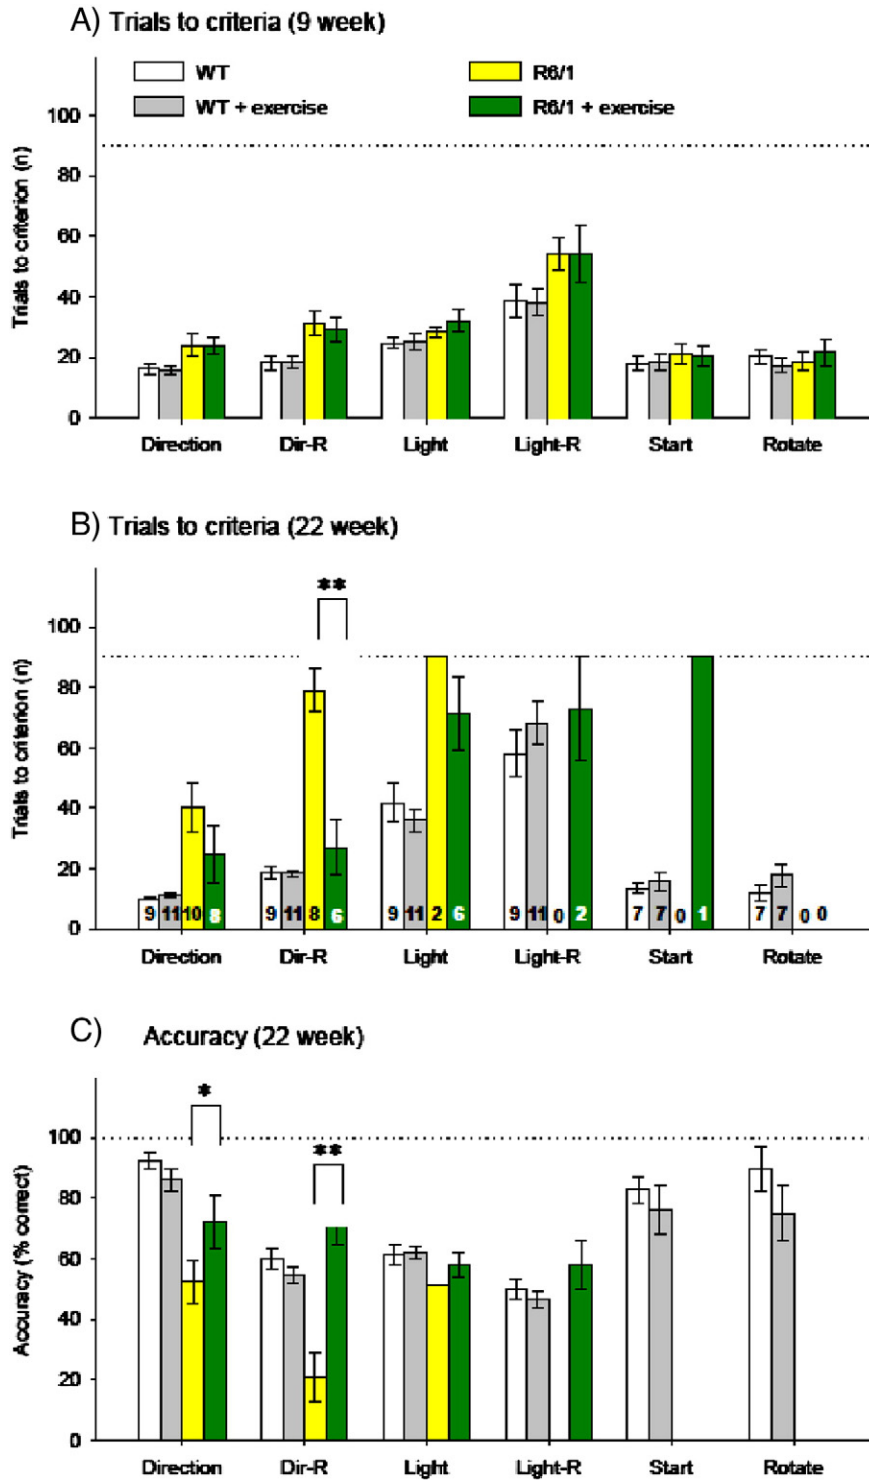 A) Trials to criteria (9 week)
WT R6/1
WT + exercise R6/1 + exercise
Trials to criterion (n)
100
80
60
40
20
0
Direction Dir-R Light Light-R Start Rotate
B) Trials to criteria (22 week)
**
Trials to criterion (n)
100
80
60
40
20
0
9 11 10 8 9 11 8 6 9 11 2 6 9 11 0 2 7 7 0 1 7 7 0 0
Direction Dir-R Light Light-R Start Rotate
C) Accuracy (22 week)
*
**
Accuracy (% correct)
100
80
60
40
20
0
Direction Dir-R Light Light-R Start Rotate